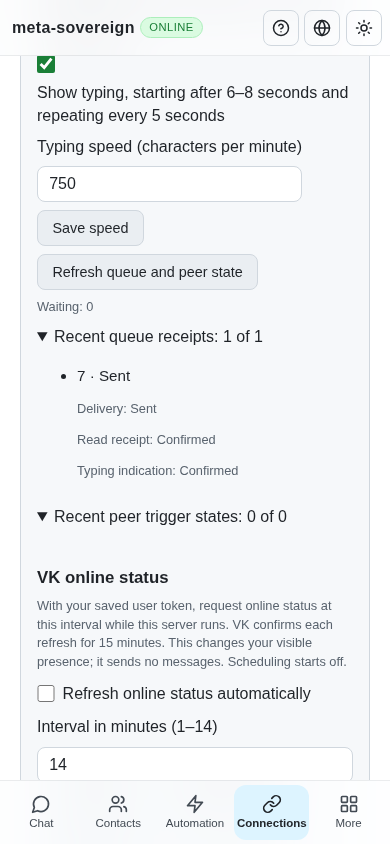 meta-sovereign ONLINE
Show typing, starting after 6–8 seconds and
repeating every 5 seconds
Typing speed (characters per minute)
750
Save speed
Refresh queue and peer state
Waiting: 0
▼ Recent queue receipts: 1 of 1
• 7 · Sent
Delivery: Sent
Read receipt: Confirmed
Typing indication: Confirmed
▼ Recent peer trigger states: 0 of 0
VK online status
With your saved user token, request online status at
this interval while this server runs. VK confirms each
refresh for 15 minutes. This changes your visible
presence; it sends no messages. Scheduling starts off.
Refresh online status automatically
Interval in minutes (1–14)
14
Chat Contacts Automation Connections More